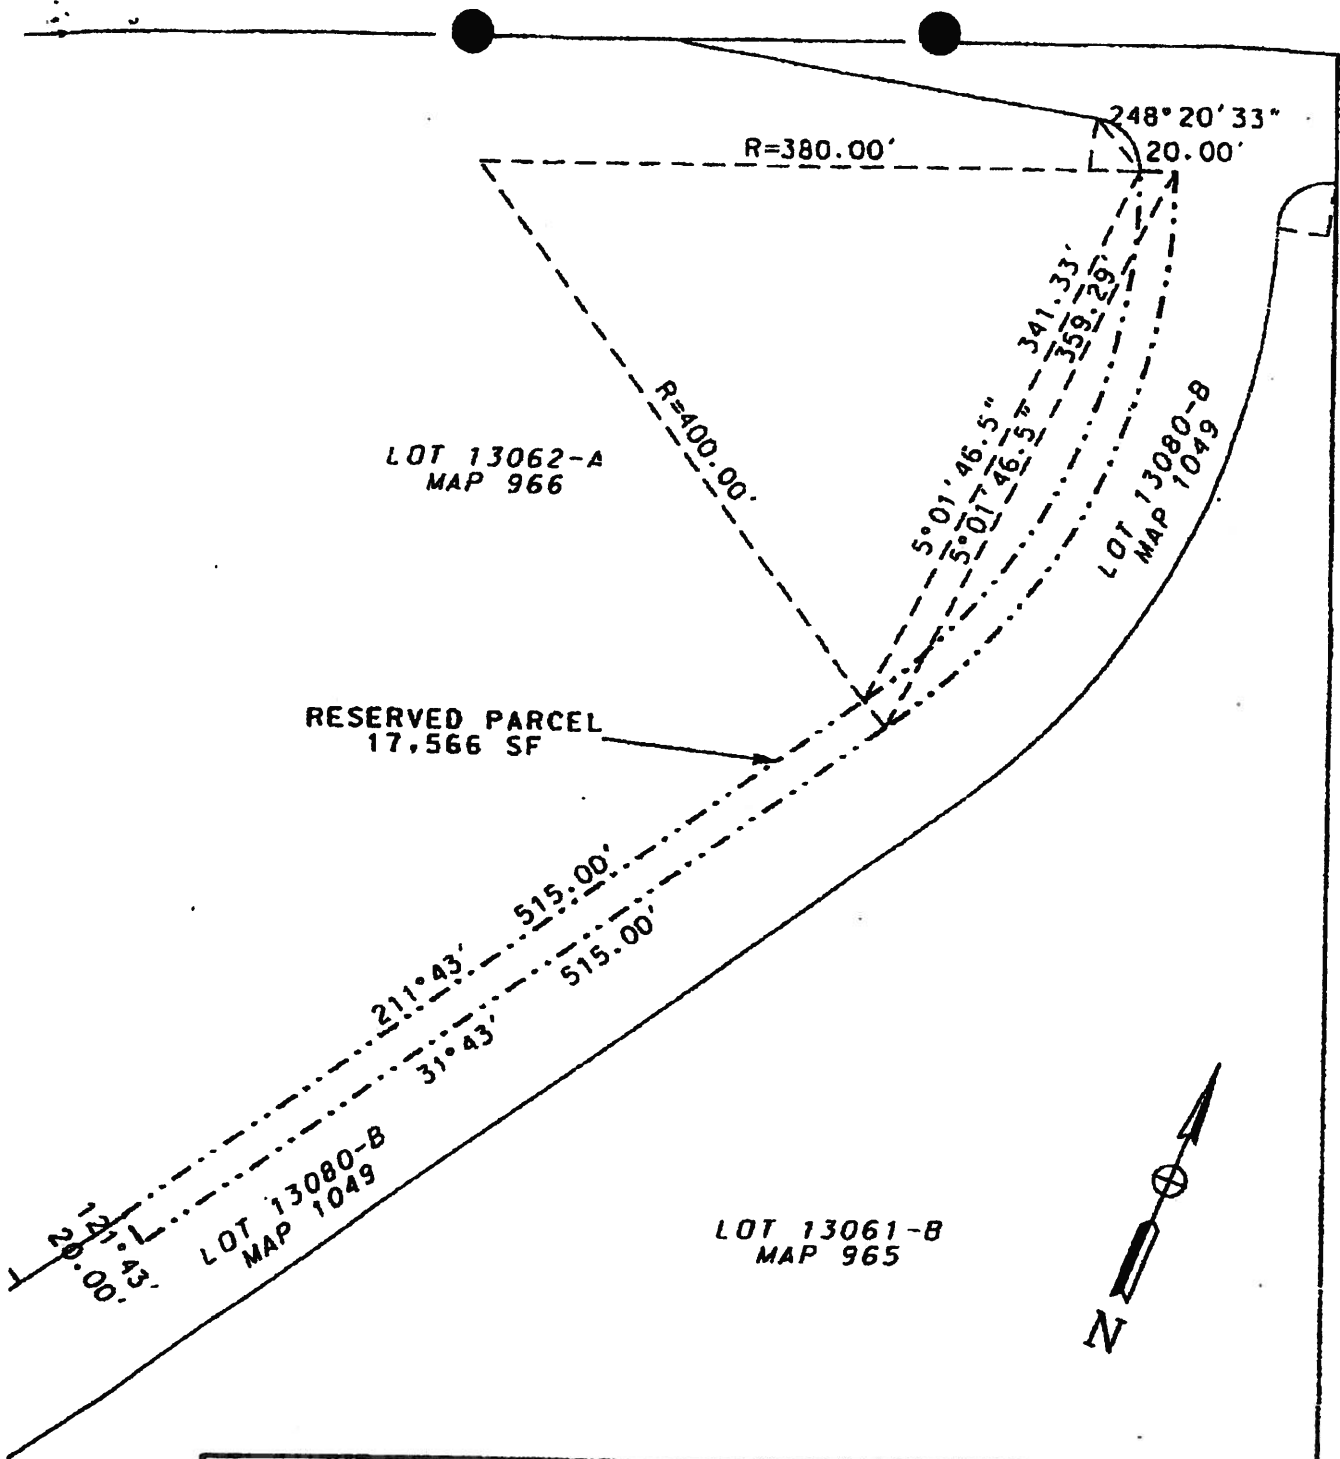 248°20'33"
20.00'
R=380.00'
341.33'
359.29'
R=400.00'
5°01'46.5"
5°01'46.5"
LOT 13080-B
MAP 1049
LOT 13062-A
MAP 966
RESERVED PARCEL
17,566 SF
515.00'
515.00'
211°43'
31°43'
LOT 13080-B
MAP 1049
121°43'
20.00'
LOT 13061-B
MAP 965
N